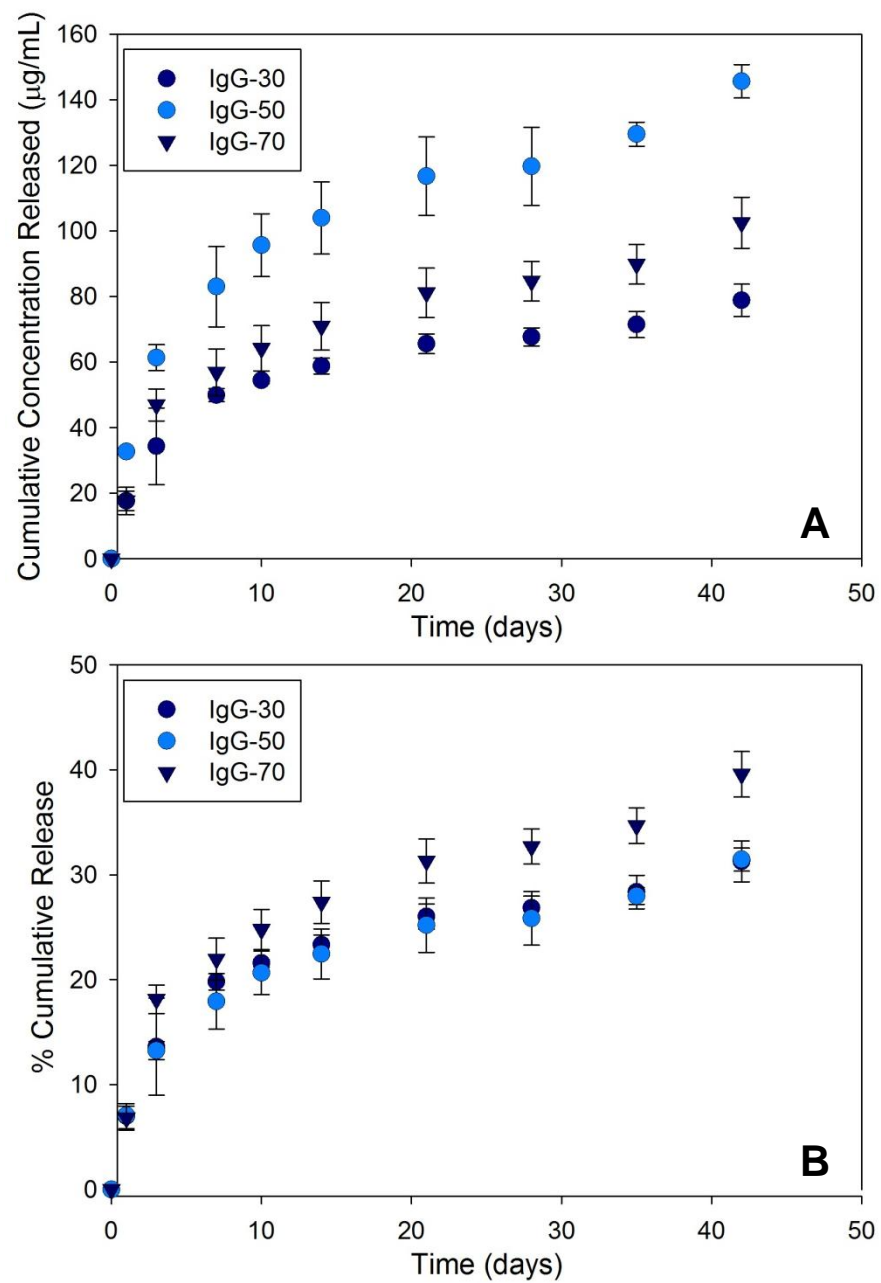 Cumulative Concentration Released (μg/mL)
160
140
120
100
80
60
40
20
0
IgG-30
IgG-50
IgG-70
A
0 10 20 30 40 50
Time (days)
% Cumulative Release
50
40
30
20
10
0
IgG-30
IgG-50
IgG-70
B
0 10 20 30 40 50
Time (days)